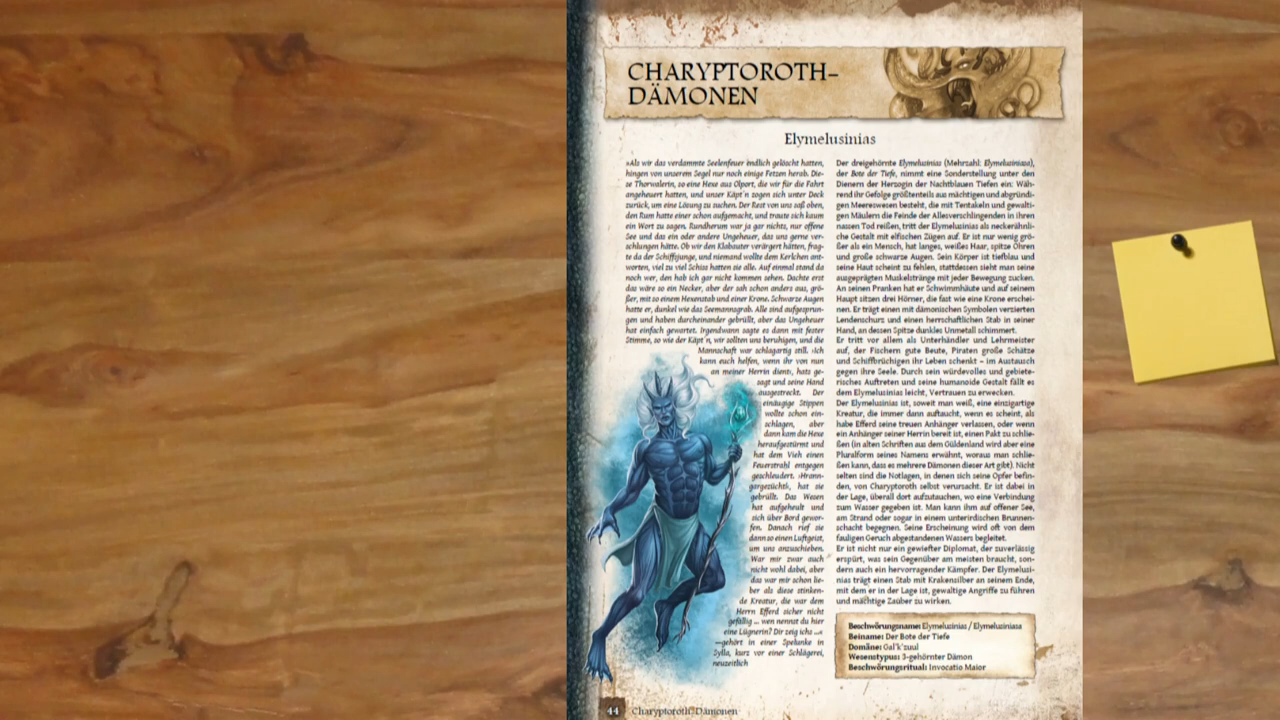 CHARYPTOROTH-
DÄMONEN
Elymelusinias
»Als wir das verdammte Seelenfeuer endlich gelöscht hatten,
hingen von unserem Segel nur noch einige Fetzen herab. Die-
se Thorwalerin, so eine Hexe aus Olport, die wir für die Fahrt
angeheuert hatten, und unser Käpt'n zogen sich unter Deck
zurück, um eine Lösung zu suchen. Der Rest von uns saß oben,
den Rum hatte einer schon aufgemacht, und traute sich kaum
ein Wort zu sagen. Rundherum war ja gar nichts, nur offene
See und das ein oder andere Ungeheuer, das uns gerne ver-
schlungen hätte. Ob wir den Klabauter verärgert hätten, frag-
te da der Schiffsjunge, und niemand wollte dem Kerlchen ant-
worten, viel zu viel Schiss hatten sie alle. Auf einmal stand da
noch wer, den hab ich gar nicht kommen sehen. Dachte erst
das wäre so ein Necker, aber der sah schon anders aus, grö-
ßer, mit so einem Hexenstab und einer Krone. Schwarze Augen
hatte er, dunkel wie das Seemannsgrab. Alle sind aufgesprun-
gen und haben durcheinander gebrüllt, aber das Ungeheuer
hat einfach gewartet. Irgendwann sagte es dann mit fester
Stimme, so wie der Käpt'n, wir sollten uns beruhigen, und die
Mannschaft war schlagartig still. ›Ich
kann euch helfen, wenn ihr von nun
an meiner Herrin dient‹, hats ge-
sagt und seine Hand
ausgestreckt. Der
einäugige Stippen
wollte schon ein-
schlagen, aber
dann kam die Hexe
heraufgestürmt und
hat dem Vieh einen
Feuerstrahl entgegen
geschleudert. ›Hrann-
gargezücht!‹, hat sie
gebrüllt. Das Wesen
hat aufgeheult und
sich über Bord gewor-
fen. Danach rief sie
dann so einen Luftgeist,
um uns anzuschieben.
War mir zwar auch
nicht wohl dabei, aber
das war mir schon lie-
ber als diese stinken-
de Kreatur, die war dem
Herrn Efferd sicher nicht
gefällig ... wen nennst du hier
eine Lügnerin? Dir zeig ichs ...«
—gehört in einer Spelunke in
Sylla, kurz vor einer Schlägerei,
neuzeitlich
Der dreigehörnte Elymelusinias (Mehrzahl: Elymelusiniasa),
der Bote der Tiefe, nimmt eine Sonderstellung unter den
Dienern der Herzogin der Nachtblauen Tiefen ein: Wäh-
rend ihr Gefolge größtenteils aus mächtigen und abgründi-
gen Meereswesen besteht, die mit Tentakeln und gewalti-
gen Mäulern die Feinde der Allesverschlingenden in ihren
nassen Tod reißen, tritt der Elymelusinias als neckerähnli-
che Gestalt mit elfischen Zügen auf. Er ist nur wenig grö-
ßer als ein Mensch, hat langes, weißes Haar, spitze Ohren
und große schwarze Augen. Sein Körper ist tiefblau und
seine Haut scheint zu fehlen, stattdessen sieht man seine
ausgeprägten Muskelstränge mit jeder Bewegung zucken.
An seinen Pranken hat er Schwimmhäute und auf seinem
Haupt sitzen drei Hörner, die fast wie eine Krone erschei-
nen. Er trägt einen mit dämonischen Symbolen verzierten
Lendenschurz und einen herrschaftlichen Stab in seiner
Hand, an dessen Spitze dunkles Unmetall schimmert.
Er tritt vor allem als Unterhändler und Lehrmeister
auf, der Fischern gute Beute, Piraten große Schätze
und Schiffbrüchigen ihr Leben schenkt – im Austausch
gegen ihre Seele. Durch sein würdevolles und gebiete-
risches Auftreten und seine humanoide Gestalt fällt es
dem Elymelusinias leicht, Vertrauen zu erwecken.
Der Elymelusinias ist, soweit man weiß, eine einzigartige
Kreatur, die immer dann auftaucht, wenn es scheint, als
habe Efferd seine treuen Anhänger verlassen, oder wenn
ein Anhänger seiner Herrin bereit ist, einen Pakt zu schlie-
ßen (in alten Schriften aus dem Güldenland wird aber eine
Pluralform seines Namens erwähnt, woraus man schlie-
ßen kann, dass es mehrere Dämonen dieser Art gibt). Nicht
selten sind die Notlagen, in denen sich seine Opfer befin-
den, von Charyptoroth selbst verursacht. Er ist dabei in
der Lage, überall dort aufzutauchen, wo eine Verbindung
zum Wasser gegeben ist. Man kann ihm auf offener See,
am Strand oder sogar in einem unterirdischen Brunnen-
schacht begegnen. Seine Erscheinung wird oft von dem
fauligen Geruch abgestandenen Wassers begleitet.
Er ist nicht nur ein gewiefter Diplomat, der zuverlässig
erspürt, was sein Gegenüber am meisten braucht, son-
dern auch ein hervorragender Kämpfer. Der Elymelusi-
nias trägt einen Stab mit Krakensilber an seinem Ende,
mit dem er in der Lage ist, gewaltige Angriffe zu führen
und mächtige Zauber zu wirken.
Beschwörungsname: Elymelusinias / Elymelusiniasa
Beiname: Der Bote der Tiefe
Domäne: Gal'k'zuul
Wesenstypus: 3-gehörnter Dämon
Beschwörungsritual: Invocatio Maior
44 Charyptoroth-Dämonen